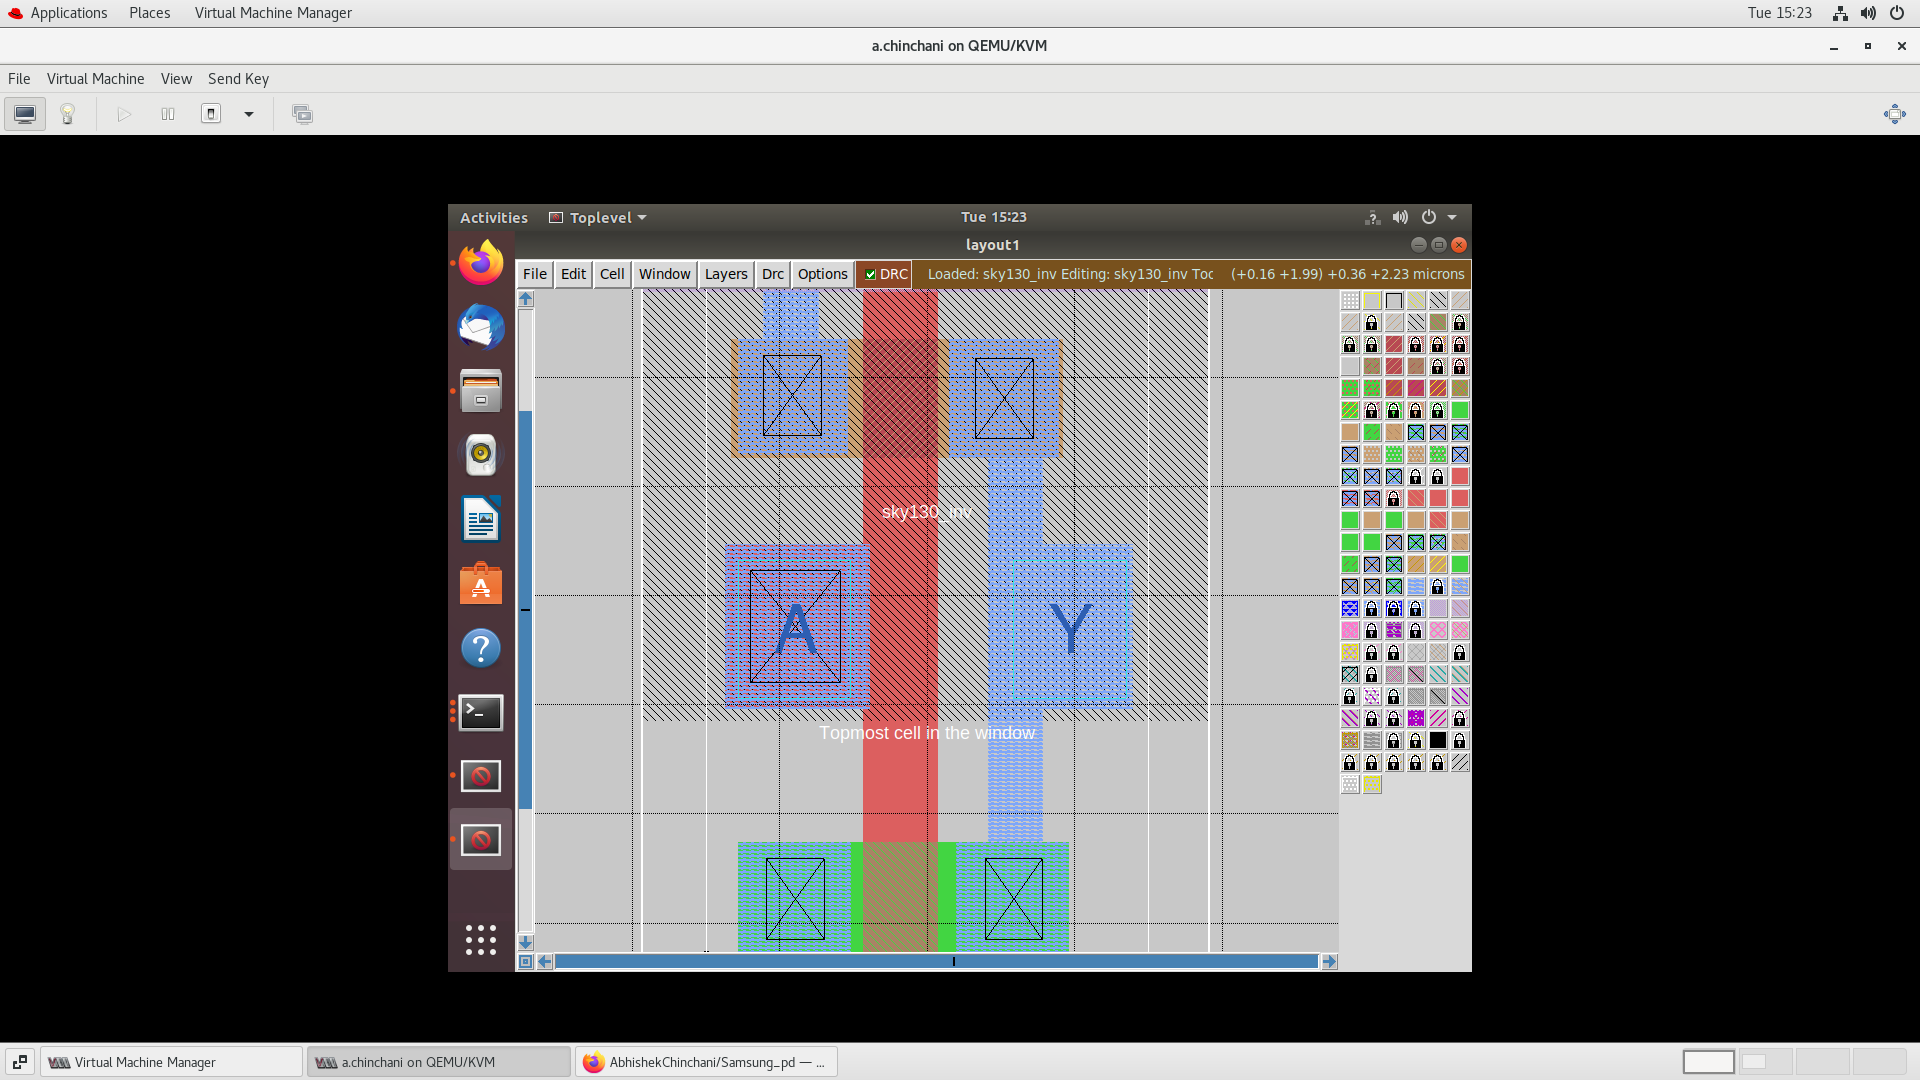 Applications Places Virtual Machine Manager Tue 15:23
a.chinchani on QEMU/KVM
File Virtual Machine View Send Key
Activities Toplevel Tue 15:23
layout1
File Edit Cell Window Layers Drc Options DRC Loaded: sky130_inv Editing: sky130_inv Toc (+0.16 +1.99) +0.36 +2.23 microns
sky130_inv
A Y
Topmost cell in the window
Virtual Machine Manager a.chinchani on QEMU/KVM AbhishekChinchani/Samsung_pd — ...